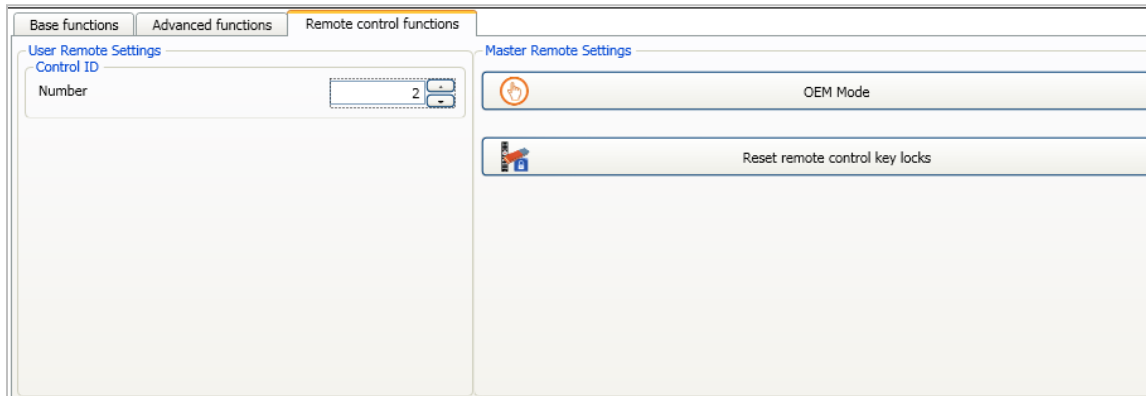 Base functions
Advanced functions
Remote control functions
User Remote Settings
Control ID
Number
2
Master Remote Settings
OEM Mode
Reset remote control key locks